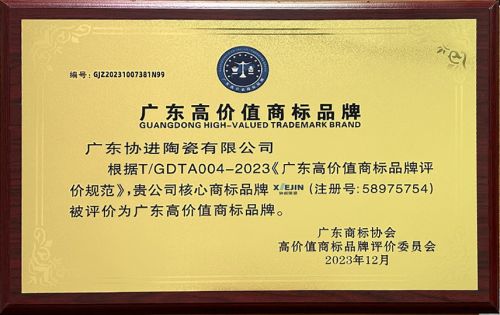 编号: GJZ20231007381N99
广东高价值商标品牌
GUANGDONG HIGH-VALUED TRADEMARK BRAND
广东协进陶瓷有限公司
根据T/GDTA004-2023《广东高价值商标品牌评
价规范》,贵公司核心商标品牌 XIEJIN (注册号:58975754)
被评价为广东高价值商标品牌。
广东商标协会
高价值商标品牌评价委员会
2023年12月